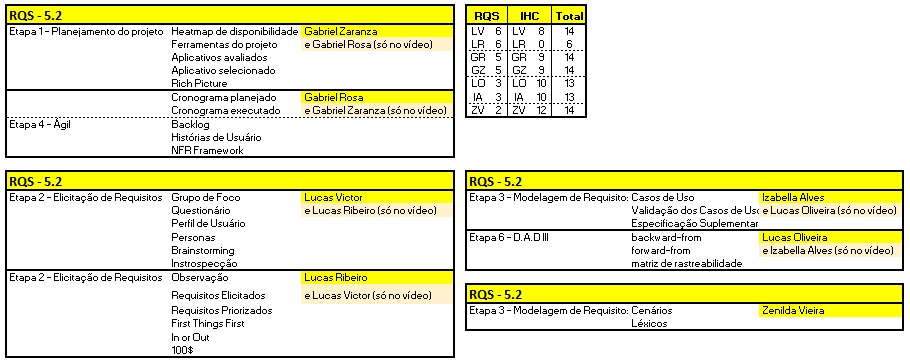 RQS - 5.2
Etapa 1 - Planejamento do projeto Heatmap de disponibilidade Gabriel Zaranza
Ferramentas do projeto e Gabriel Rosa (só no vídeo)
Aplicativos avaliados
Aplicativo selecionado
Rich Picture
Cronograma planejado Gabriel Rosa
Cronograma executado e Gabriel Zaranza (só no vídeo)
Etapa 4 - Ágil Backlog
Histórias de Usuário
NFR Framework
RQS IHC Total
LV 6 LV 8 14
LR 6 LR 0 6
GR 5 GR 9 14
GZ 5 GZ 9 14
LO 3 LO 10 13
IA 3 IA 10 13
ZV 2 ZV 12 14
RQS - 5.2
Etapa 2 - Elicitação de Requisitos Grupo de Foco Lucas Victor
Questionário e Lucas Ribeiro (só no vídeo)
Perfil de Usuário
Personas
Brainstorming
Instrospecção
Etapa 2 - Elicitação de Requisitos Observação Lucas Ribeiro
Requisitos Elicitados e Lucas Victor (só no vídeo)
Requisitos Priorizados
First Things First
In or Out
100$
RQS - 5.2
Etapa 3 - Modelagem de Requisito: Casos de Uso Izabella Alves
Validação dos Casos de Uso e Lucas Oliveira (só no vídeo)
Especificação Suplementar
Etapa 6 - D.A.D III backward-from Lucas Oliveira
forward-from e Izabella Alves (só no vídeo)
matriz de rastreabilidade
RQS - 5.2
Etapa 3 - Modelagem de Requisito: Cenários Zenilda Vieira
Léxicos